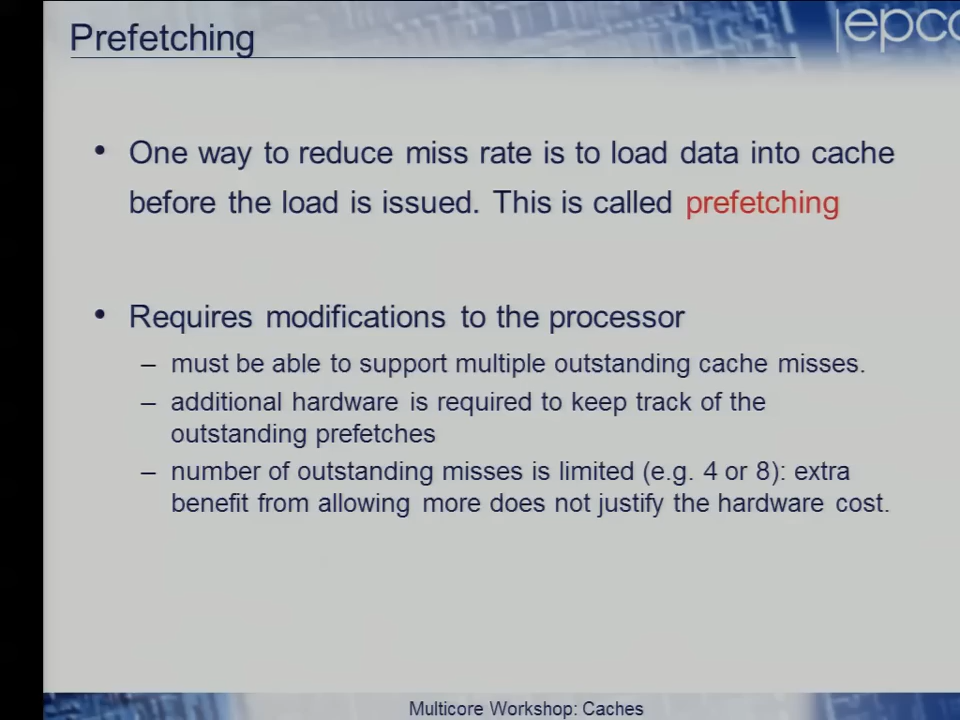 Prefetching
|epcc
• One way to reduce miss rate is to load data into cache
before the load is issued. This is called prefetching
• Requires modifications to the processor
– must be able to support multiple outstanding cache misses.
– additional hardware is required to keep track of the
outstanding prefetches
– number of outstanding misses is limited (e.g. 4 or 8): extra
benefit from allowing more does not justify the hardware cost.
Multicore Workshop: Caches